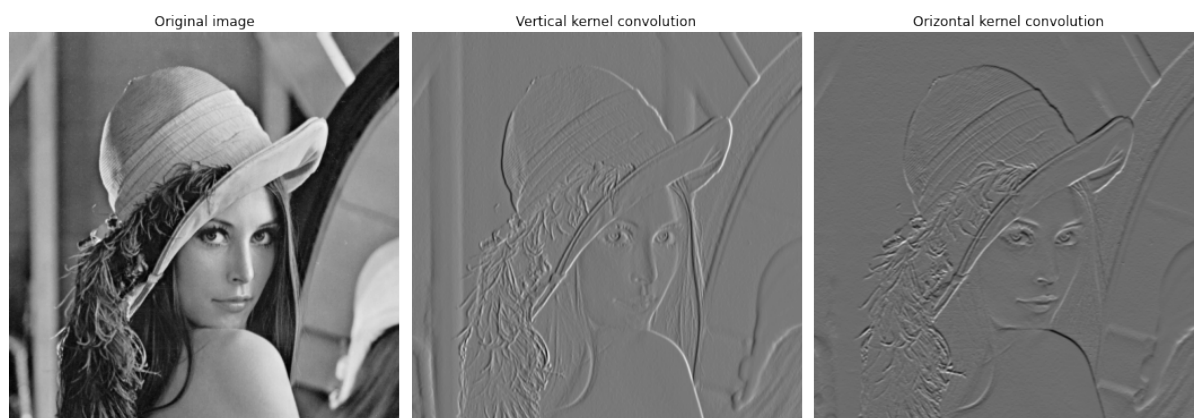 Original image
Vertical kernel convolution
Orizontal kernel convolution